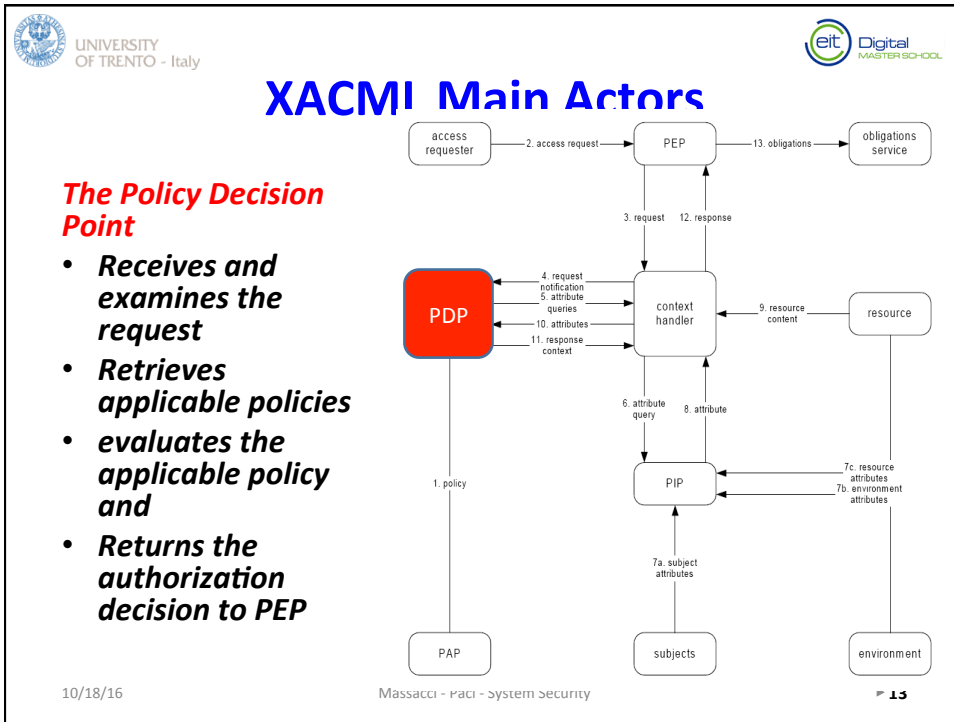 UNIVERSITY
OF TRENTO - Italy
eit Digital
MASTER SCHOOL
XACML Main Actors
The Policy Decision
Point
• Receives and
examines the
request
• Retrieves
applicable policies
• evaluates the
applicable policy
and
• Returns the
authorization
decision to PEP
access
requester
2. access request
PEP
13. obligations
obligations
service
3. request
12. response
PDP
4. request
notification
5. attribute
queries
10. attributes
11. response
context
context
handler
9. resource
content
resource
6. attribute
query
8. attribute
1. policy
PIP
7c. resource
attributes
7b. environment
attributes
7a. subject
attributes
PAP
subjects
environment
10/18/16
Massacci - Paci - System Security
13